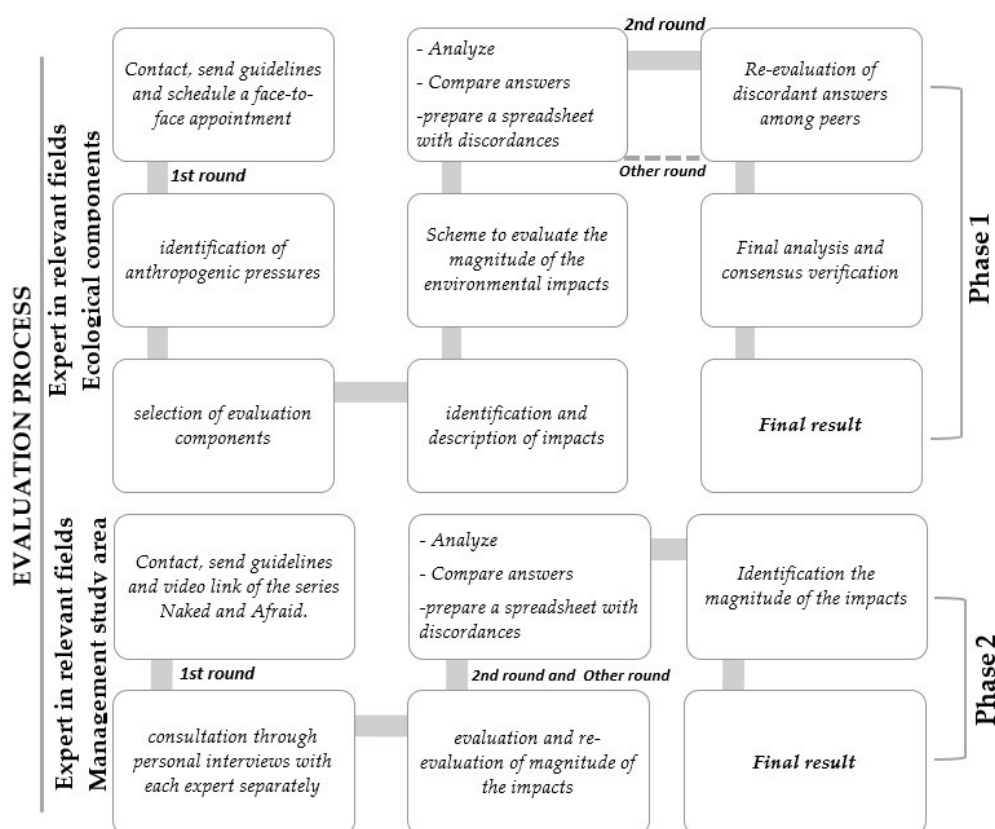 EVALUATION PROCESS
Expert in relevant fields
Ecological components
Contact, send guidelines
and schedule a face-to-
face appointment
1st round
identification of
anthropogenic pressures
selection of evaluation
components
identification and
description of impacts
Scheme to evaluate the
magnitude of the
environmental impacts
- Analyze
- Compare answers
-prepare a spreadsheet
with discordances
2nd round
Other round
Re-evaluation of
discordant answers
among peers
Final analysis and
consensus verification
Final result
Phase 1
Expert in relevant fields
Management study area
Contact, send guidelines
and video link of the series
Naked and Afraid.
1st round
consultation through
personal interviews with
each expert separately
evaluation and re-
evaluation of magnitude of
the impacts
2nd round and Other round
- Analyze
- Compare answers
-prepare a spreadsheet with
discordances
Identification the
magnitude of the impacts
Final result
Phase 2